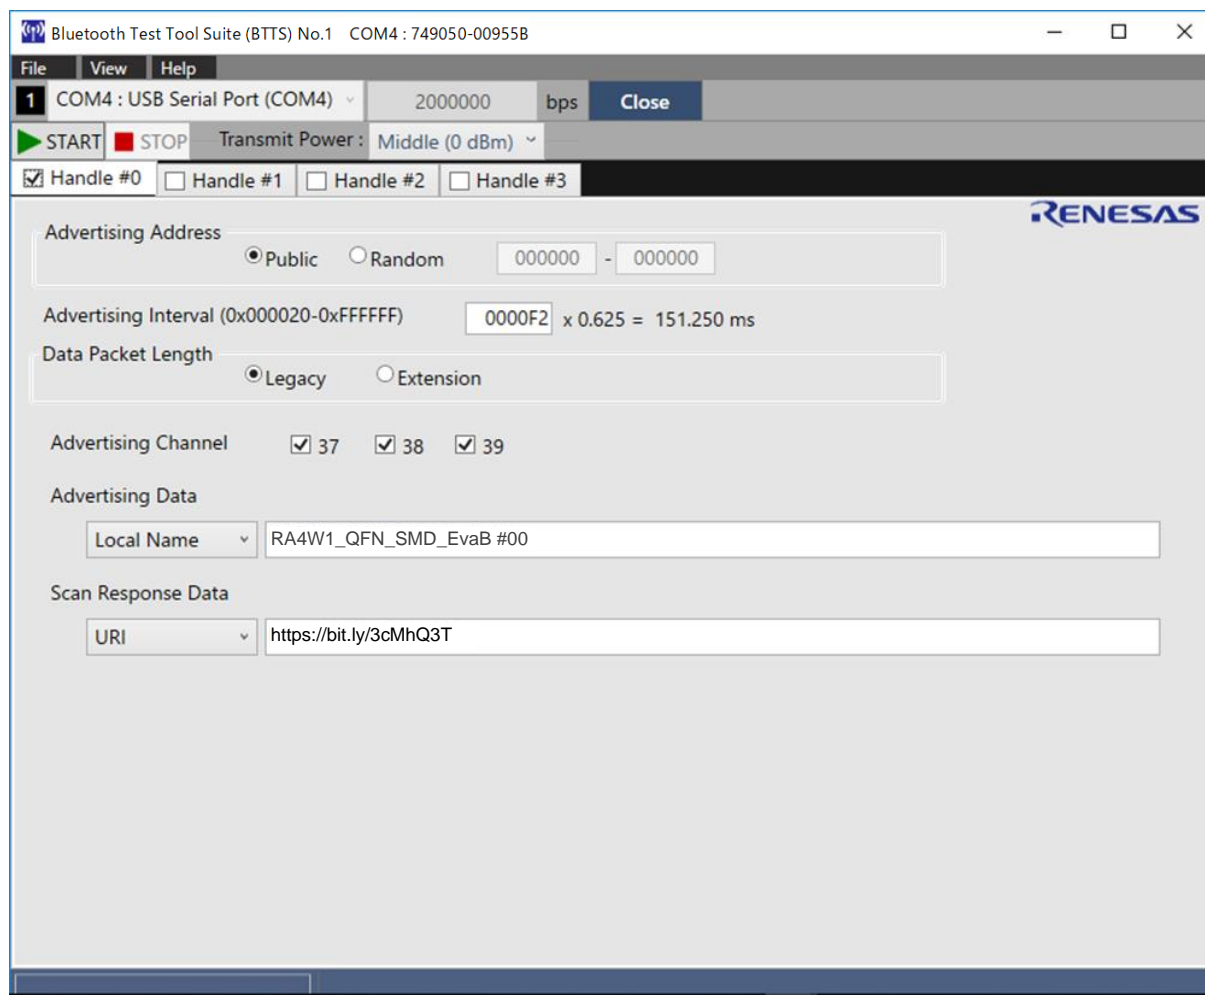 Bluetooth Test Tool Suite (BTTS) No.1 COM4 : 749050-00955B
File View Help
1 COM4 : USB Serial Port (COM4) 2000000 bps Close
START STOP Transmit Power : Middle (0 dBm)
Handle #0 Handle #1 Handle #2 Handle #3
RENESAS
Advertising Address
Public Random 000000 - 000000
Advertising Interval (0x000020-0xFFFFFF) 0000F2 x 0.625 = 151.250 ms
Data Packet Length
Legacy Extension
Advertising Channel 37 38 39
Advertising Data
Local Name RA4W1_QFN_SMD_EvaB #00
Scan Response Data
URI https://bit.ly/3cMhQ3T